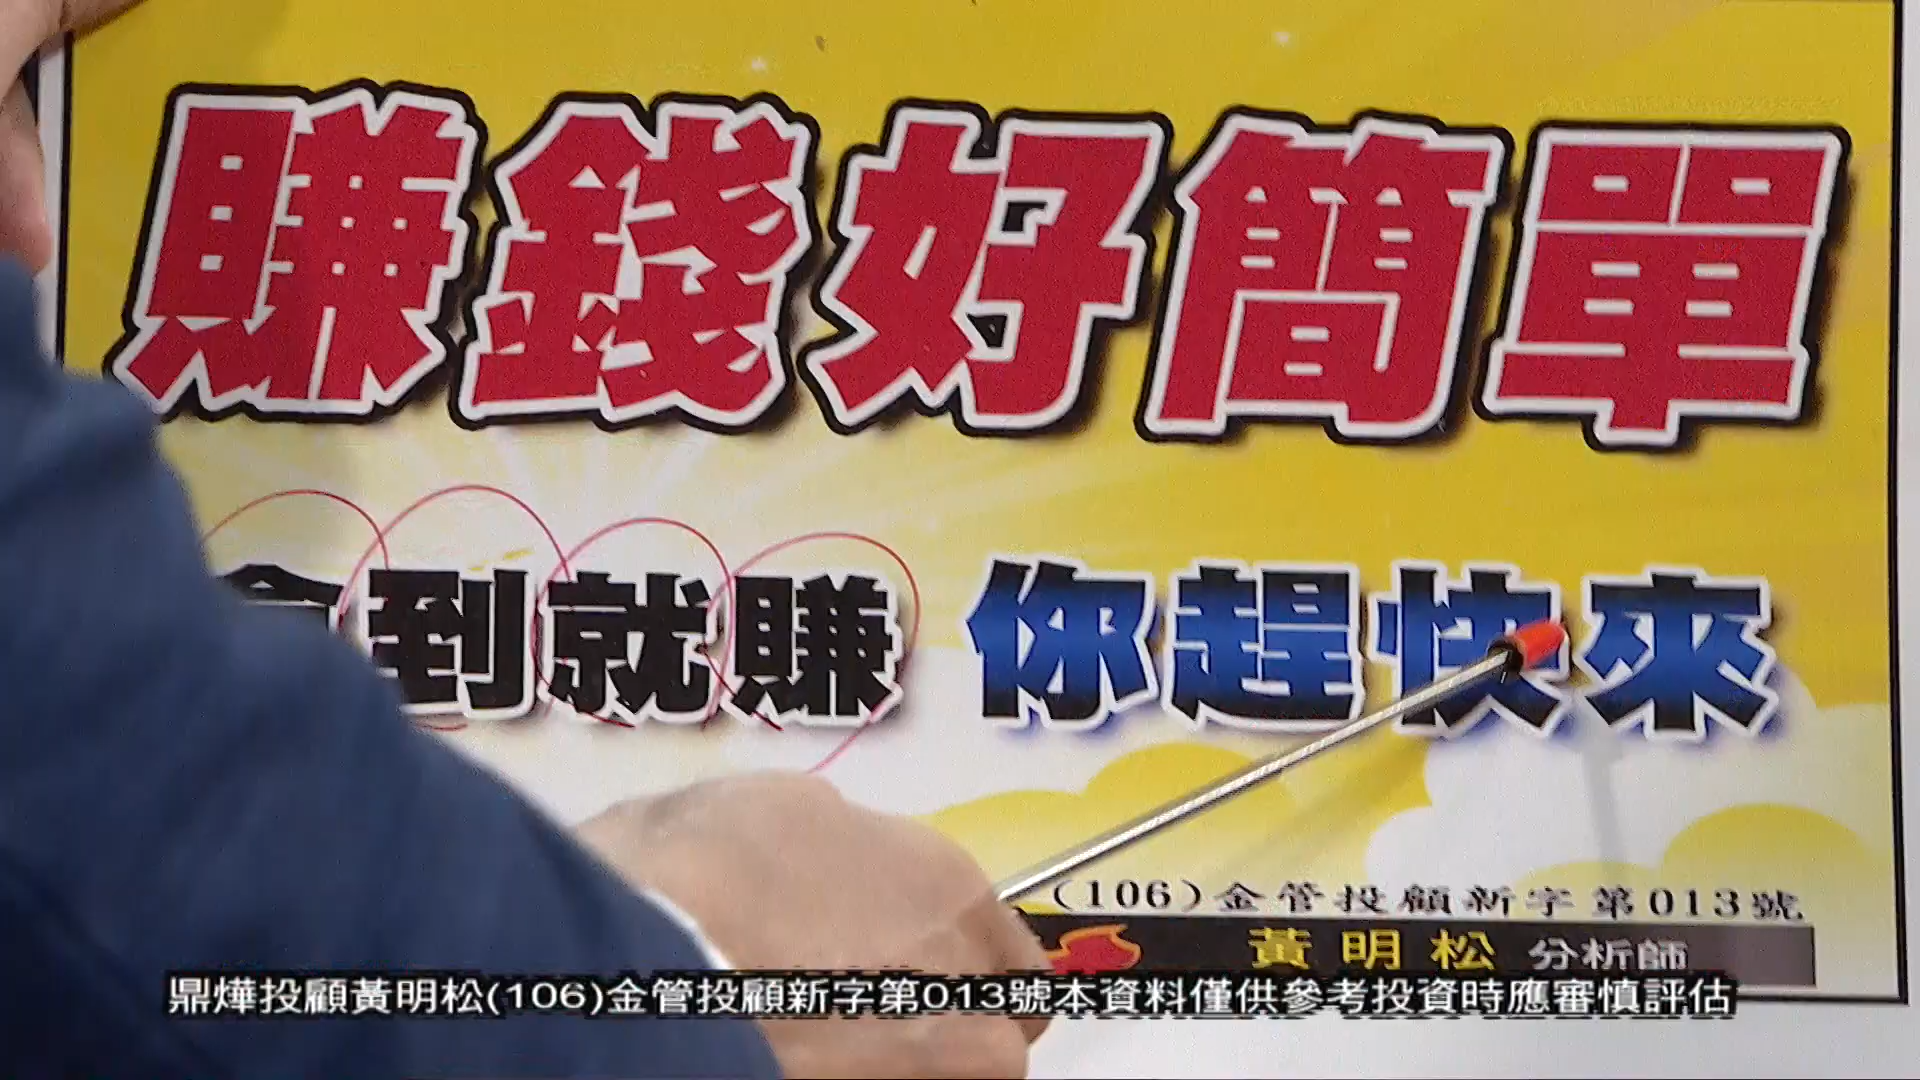 賺錢好簡單
到就賺 你趕快來
(106)金管投顧新字第013號
黃明松 分析師
鼎燁投顧黃明松(106)金管投顧新字第013號本資料僅供參考投資時應審慎評估